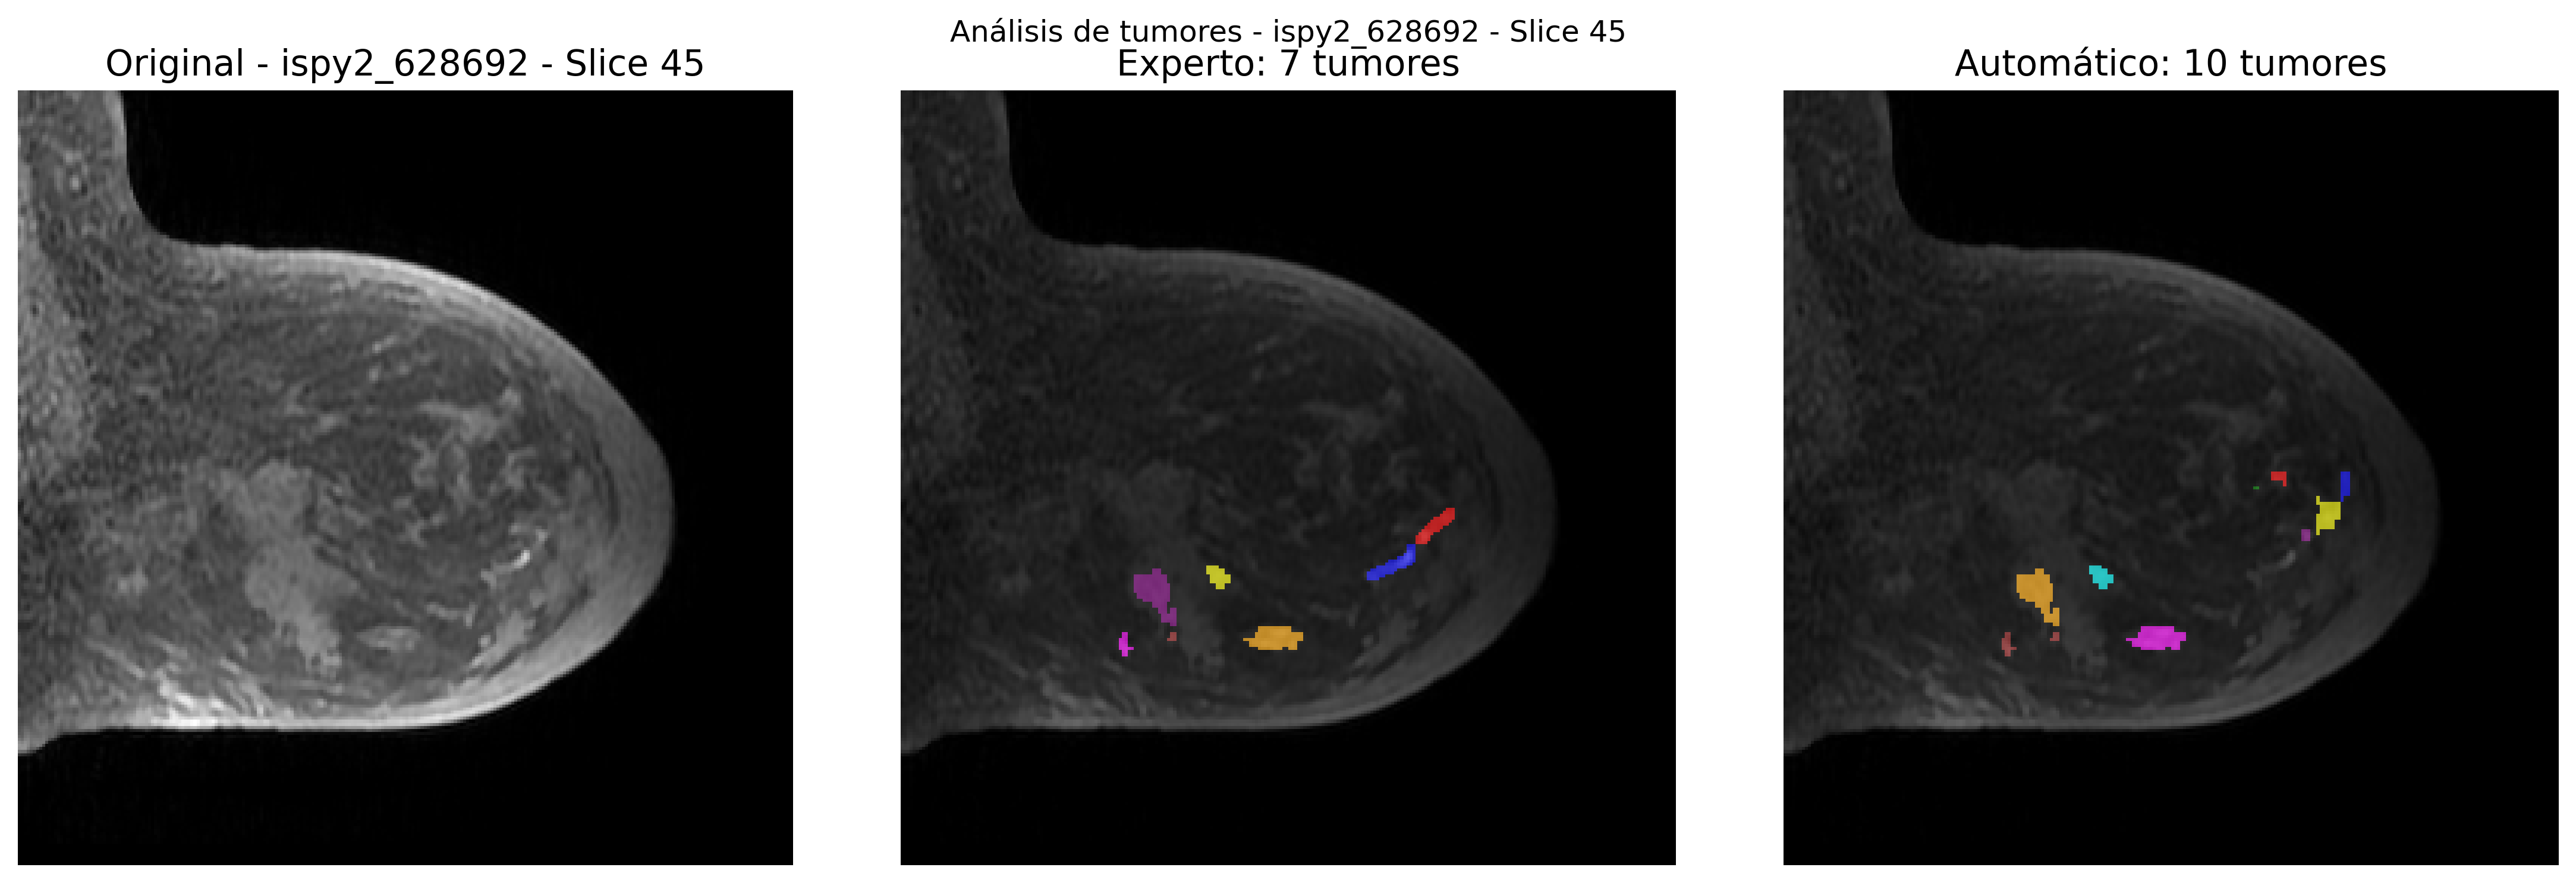 Análisis de tumores - ispy2_628692 - Slice 45
Original - ispy2_628692 - Slice 45
Experto: 7 tumores
Automático: 10 tumores